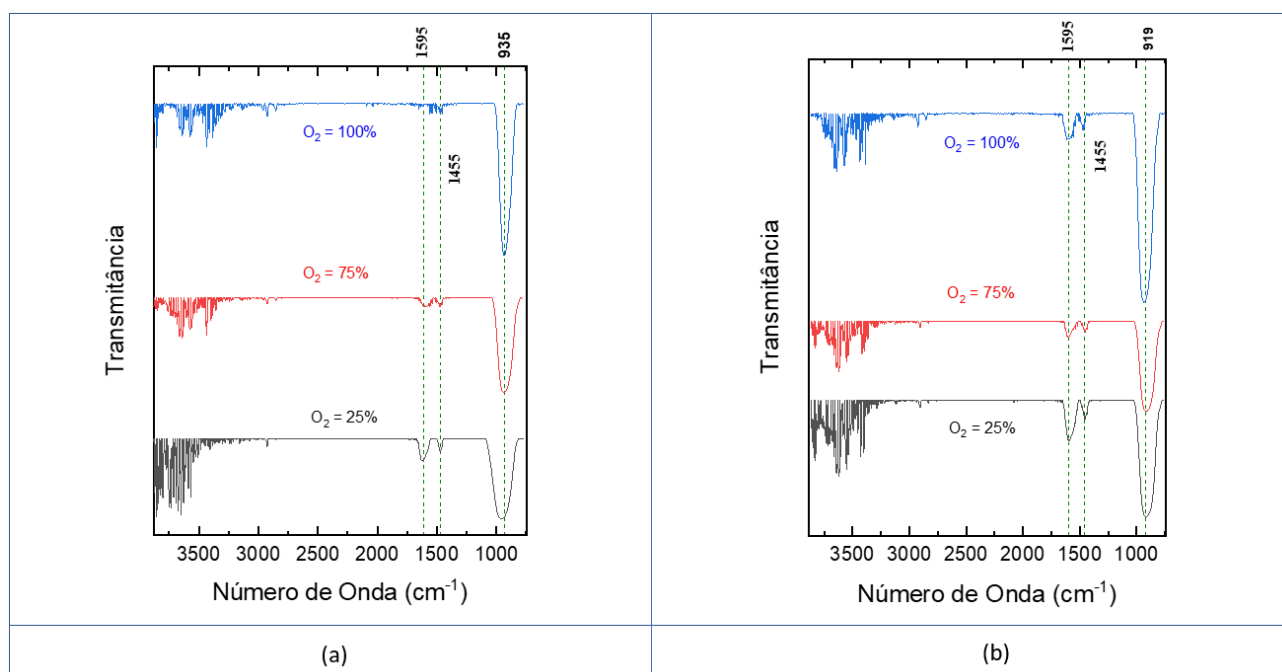 1595
935
O₂ = 100%
1455
O₂ = 75%
O₂ = 25%
Transmitância
3500 3000 2500 2000 1500 1000
Número de Onda (cm⁻¹)
(a)
1595
919
O₂ = 100%
1455
O₂ = 75%
O₂ = 25%
Transmitância
3500 3000 2500 2000 1500 1000
Número de Onda (cm⁻¹)
(b)